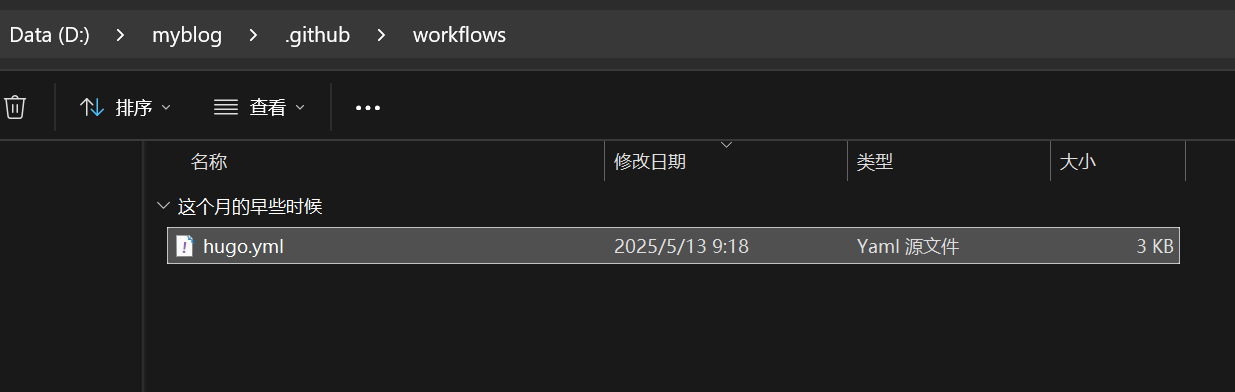 Data (D:) > myblog > .github > workflows
排序 查看 •••
名称 修改日期 类型 大小
这个月的早些时候
hugo.yml 2025/5/13 9:18 Yaml 源文件 3 KB